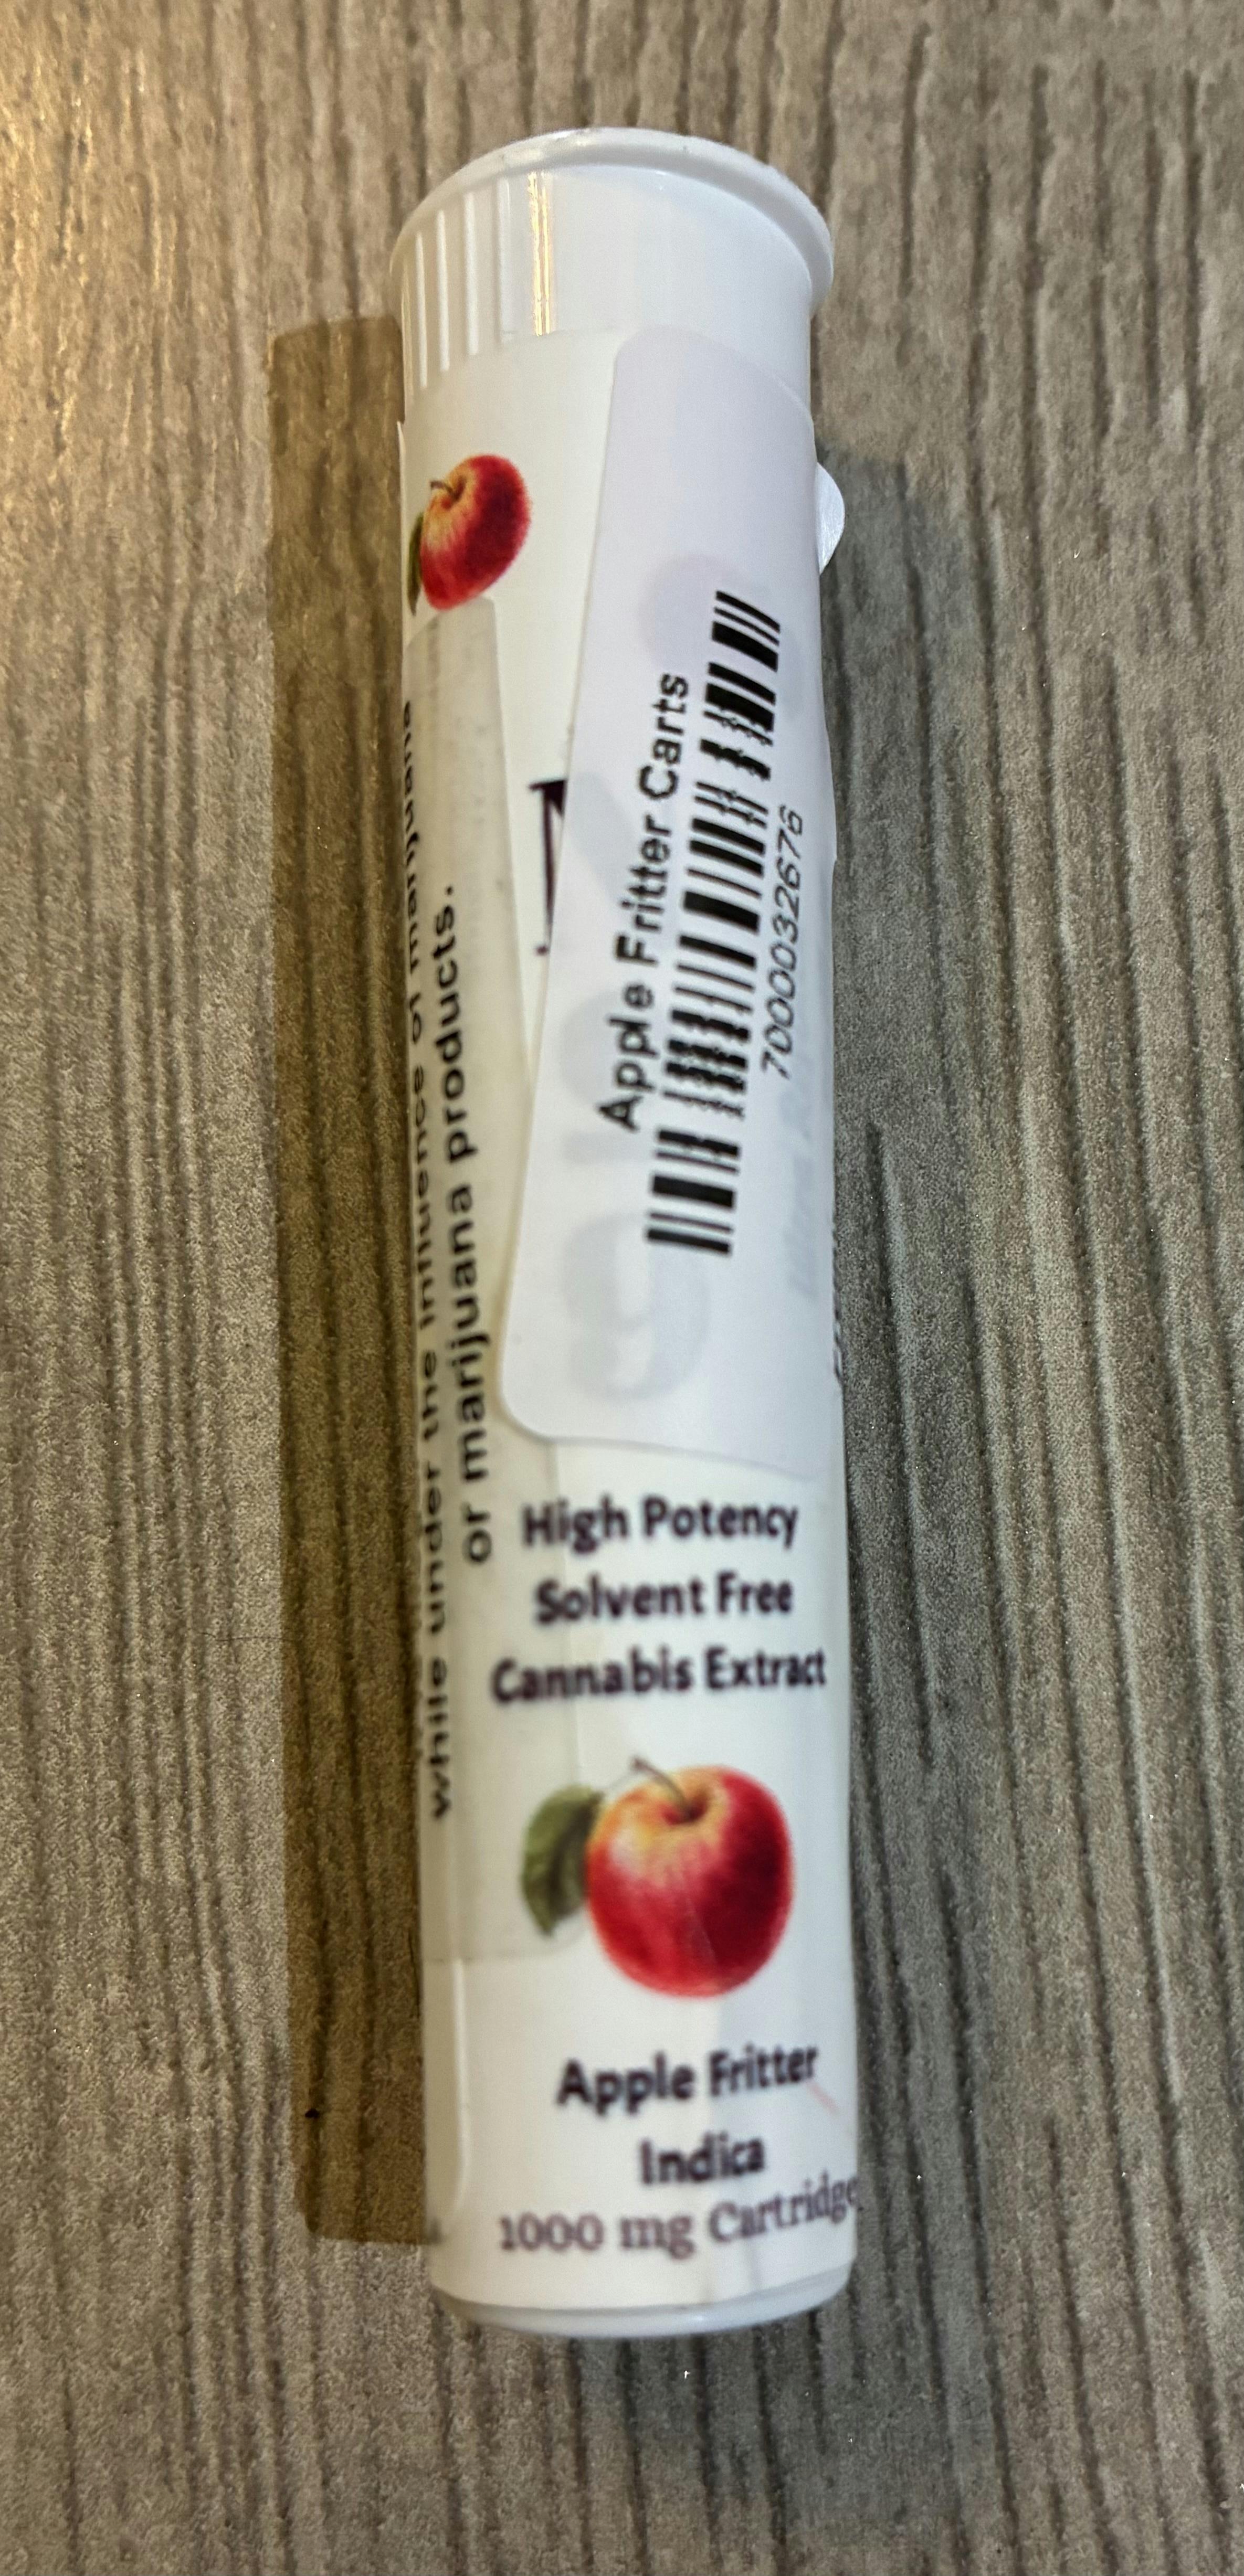 Apple Fritter Carts
7000032676
while under the influence of marijuana
or marijuana products.
High Potency
Solvent Free
Cannabis Extract
Apple Fritter
Indica
1000 mg Cartridge